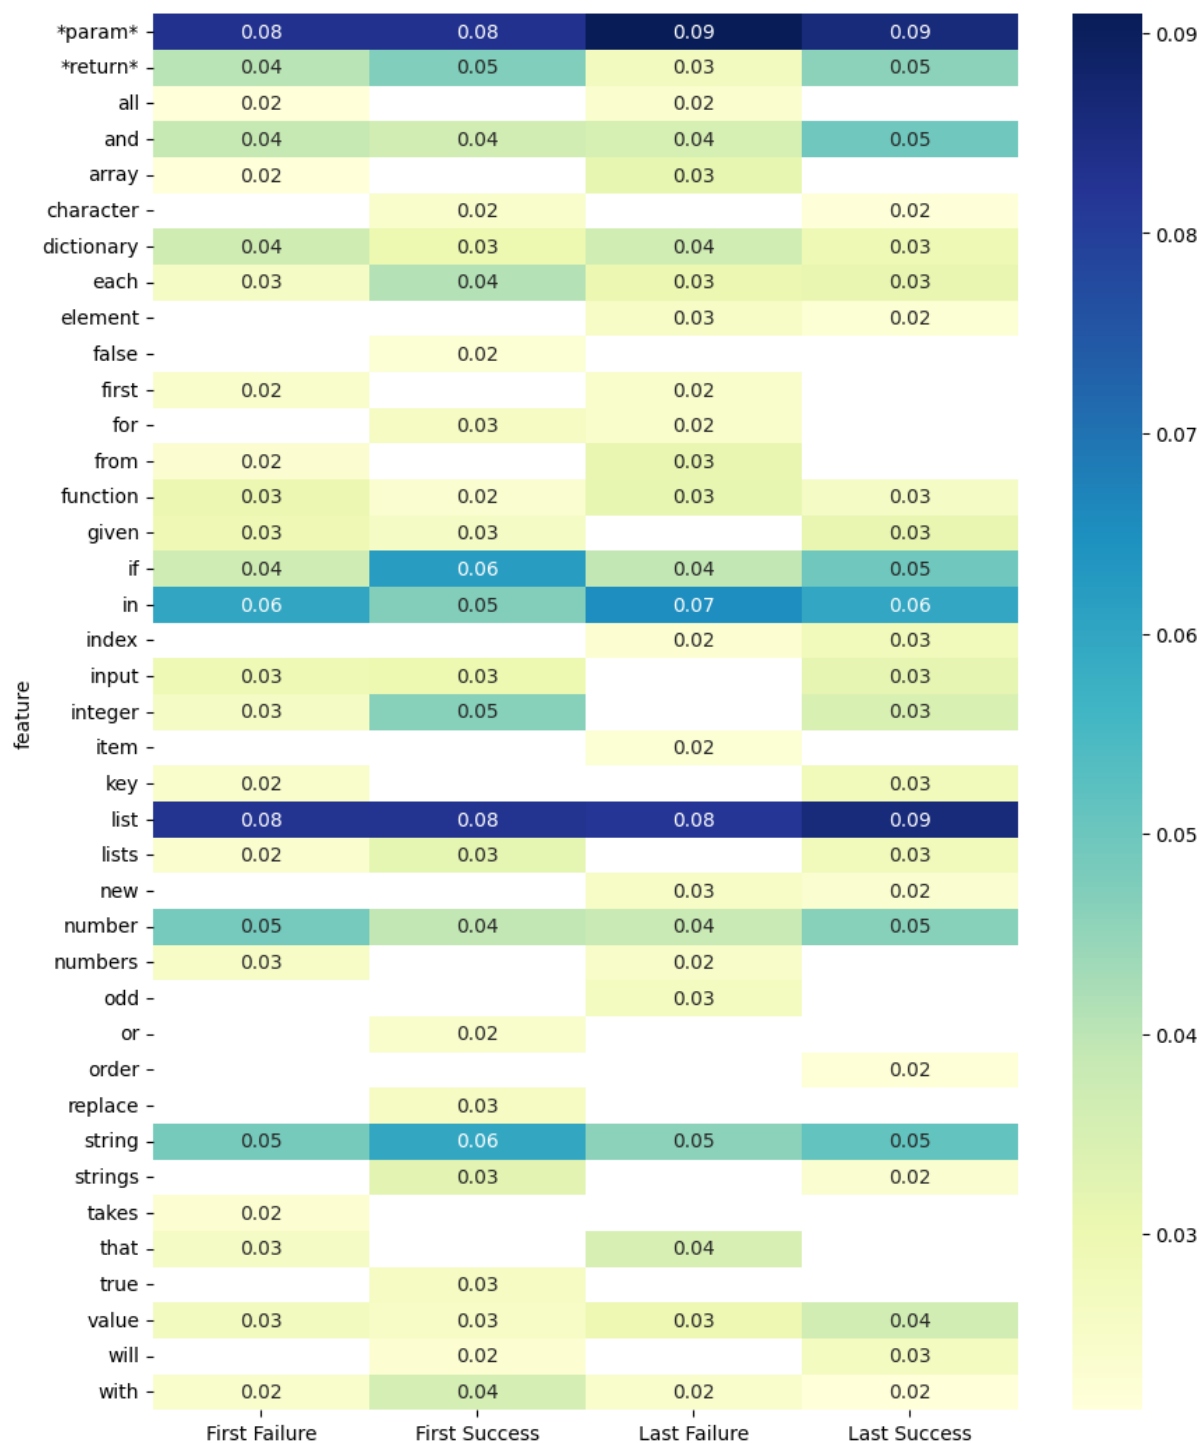 *param* 0.08 0.08 0.09 0.09 0.09
*return* 0.04 0.05 0.03 0.05
all 0.02 0.02
and 0.04 0.04 0.04 0.05
array 0.02 0.03
character 0.02 0.02
0.08
dictionary 0.04 0.03 0.04 0.03
each 0.03 0.04 0.03 0.03
element 0.03 0.02
false 0.02
first 0.02 0.02
for 0.03 0.02
0.07
from 0.02 0.03
function 0.03 0.02 0.03 0.03
given 0.03 0.03 0.03
if 0.04 0.06 0.04 0.05
in 0.06 0.05 0.07 0.06
0.06
index 0.02 0.03
input 0.03 0.03 0.03
feature
integer 0.03 0.05 0.03
item 0.02
key 0.02 0.03
list 0.08 0.08 0.08 0.09
0.05
lists 0.02 0.03 0.03
new 0.03 0.02
number 0.05 0.04 0.04 0.05
numbers 0.03 0.02
odd 0.03
or 0.02
0.04
order 0.02
replace 0.03
string 0.05 0.06 0.05 0.05
strings 0.03 0.02
takes 0.02
0.03
that 0.03 0.04
true 0.03
value 0.03 0.03 0.03 0.04
will 0.02 0.03
with 0.02 0.04 0.02 0.02
First Failure First Success Last Failure Last Success